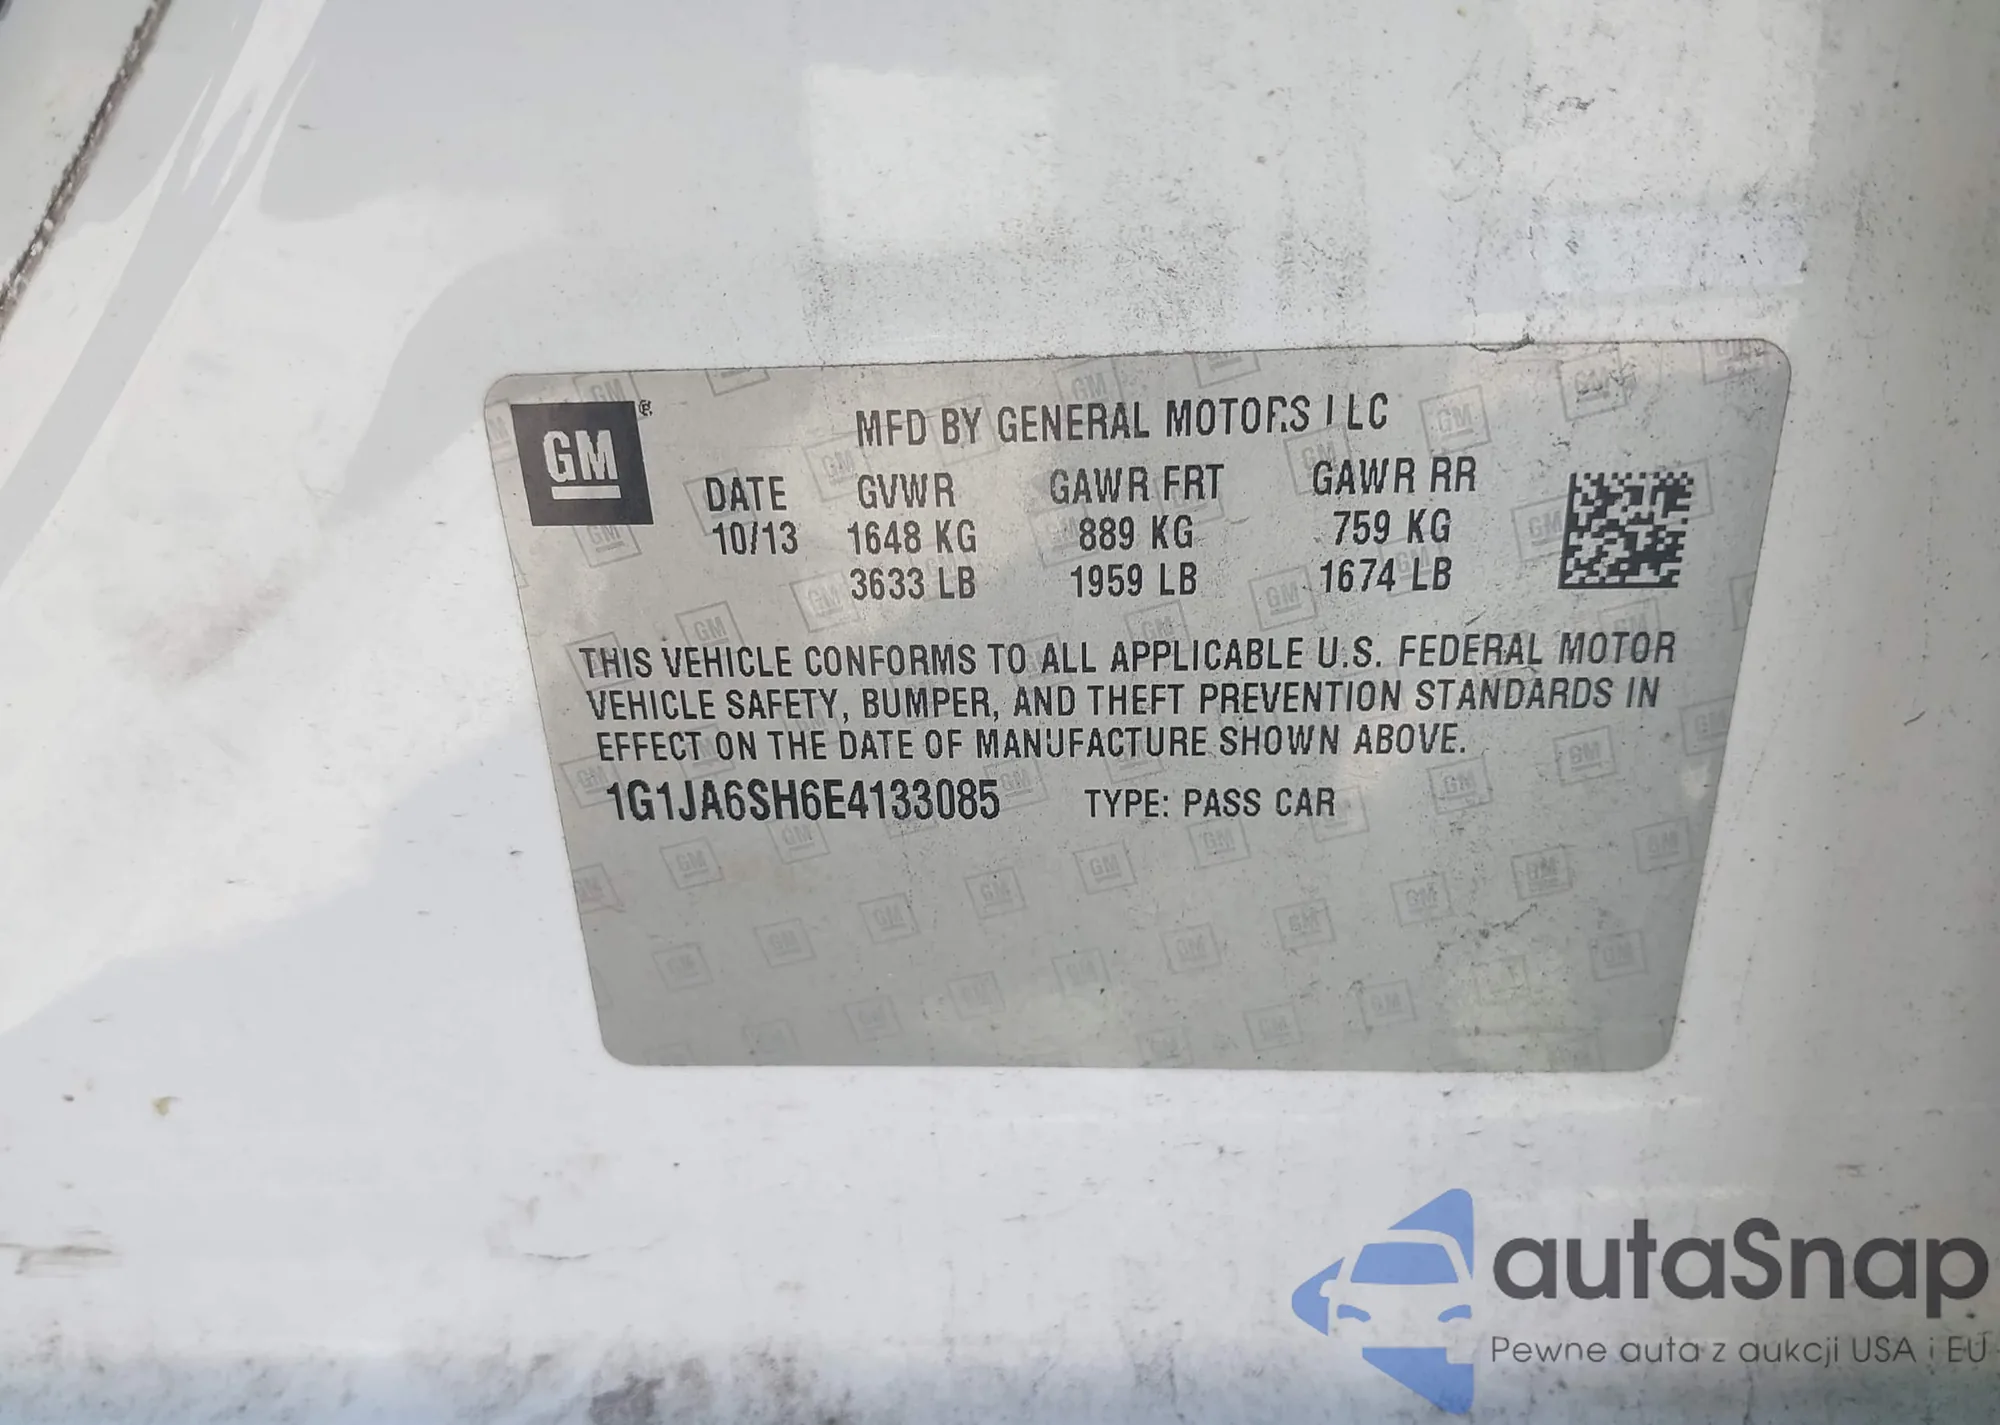 GM ®
MFD BY GENERAL MOTORS LLC
DATE GVWR GAWR FRT GAWR RR
10/13 1648 KG 889 KG 759 KG
3633 LB 1959 LB 1674 LB
THIS VEHICLE CONFORMS TO ALL APPLICABLE U.S. FEDERAL MOTOR
VEHICLE SAFETY, BUMPER, AND THEFT PREVENTION STANDARDS IN
EFFECT ON THE DATE OF MANUFACTURE SHOWN ABOVE.
1G1JA6SH6E4133085 TYPE: PASS CAR
autaSnap
Pewne auta z aukcji USA i EU